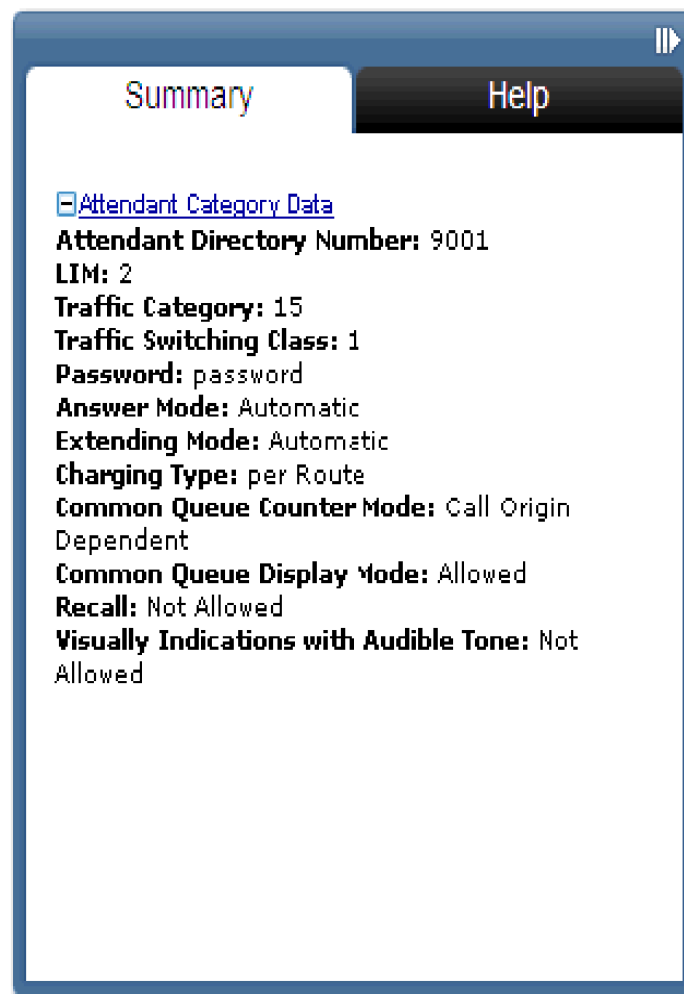 Summary
Help
Attendant Category Data
Attendant Directory Number: 9001
LIM: 2
Traffic Category: 15
Traffic Switching Class: 1
Password: password
Answer Mode: Automatic
Extending Mode: Automatic
Charging Type: per Route
Common Queue Counter Mode: Call Origin
Dependent
Common Queue Display Mode: Allowed
Recall: Not Allowed
Visually Indications with Audible Tone: Not
Allowed